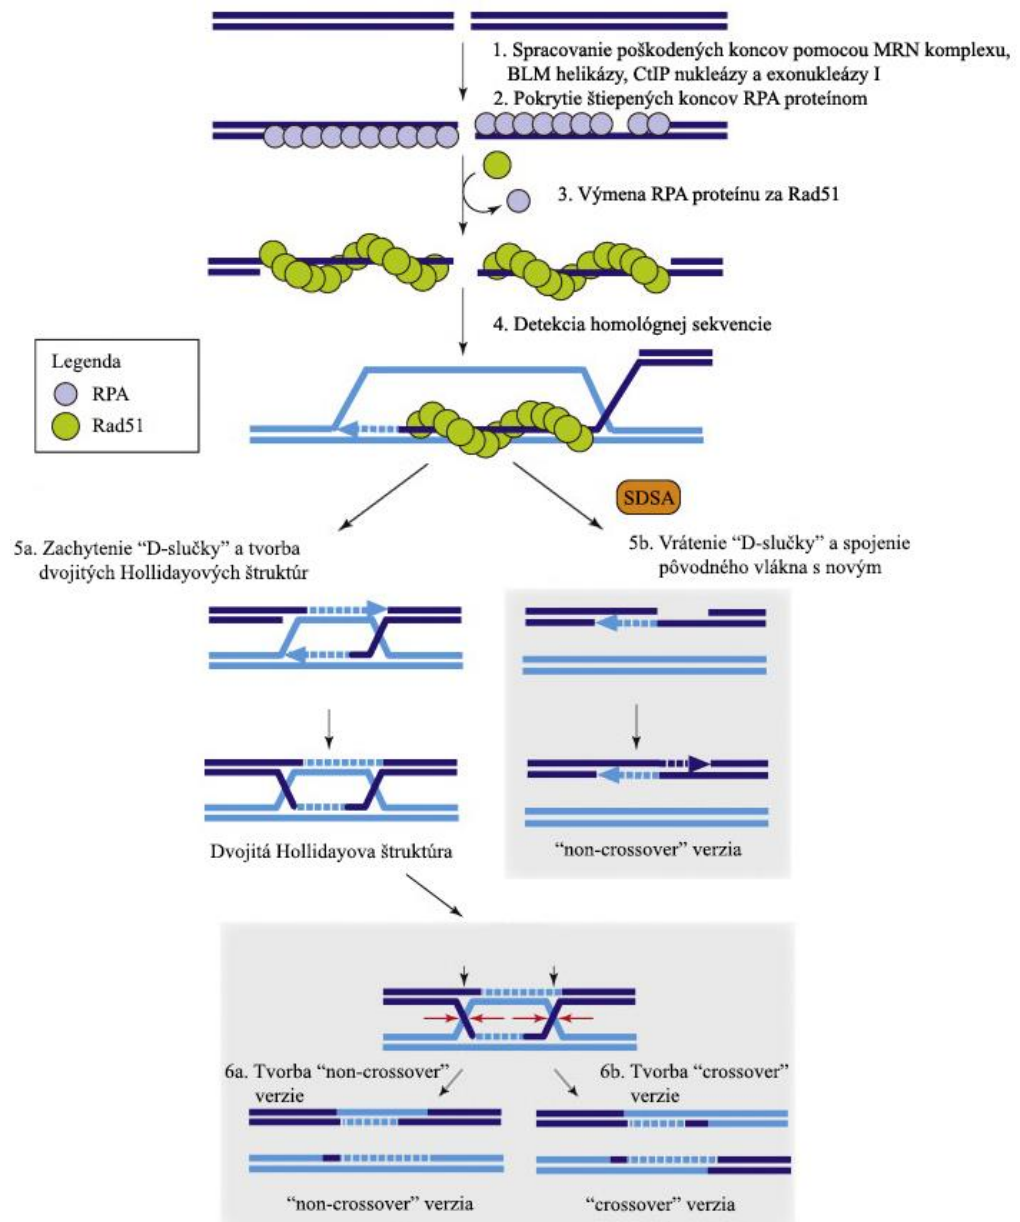 1. Spracovanie poškodených koncov pomocou MRN komplexu,
BLM helikázy, CtIP nukleázy a exonukleázy I
2. Pokrytie štiepených koncov RPA proteínom
3. Výmena RPA proteínu za Rad51
4. Detekcia homológnej sekvencie
Legenda
RPA
Rad51
SDSA
5a. Zachytenie “D-slučky” a tvorba
dvojitých Hollidayových štruktúr
5b. Vrátenie “D-slučky” a spojenie
pôvodného vlákna s novým
Dvojitá Hollidayova štruktúra
“non-crossover” verzia
6a. Tvorba “non-crossover”
verzie
6b. Tvorba “crossover”
verzie
“non-crossover” verzia
“crossover” verzia